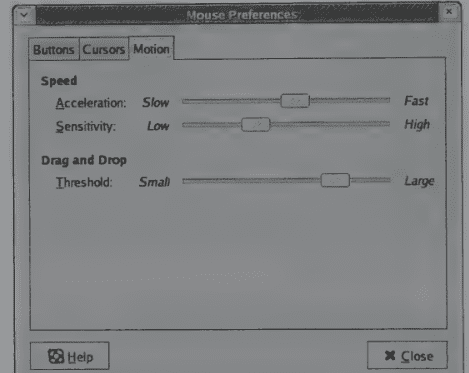 Mouse Preferences
Buttons Cursors Motion
Speed
Acceleration: Slow Fast
Sensitivity: Low High
Drag and Drop
Threshold: Small Large
Help Close